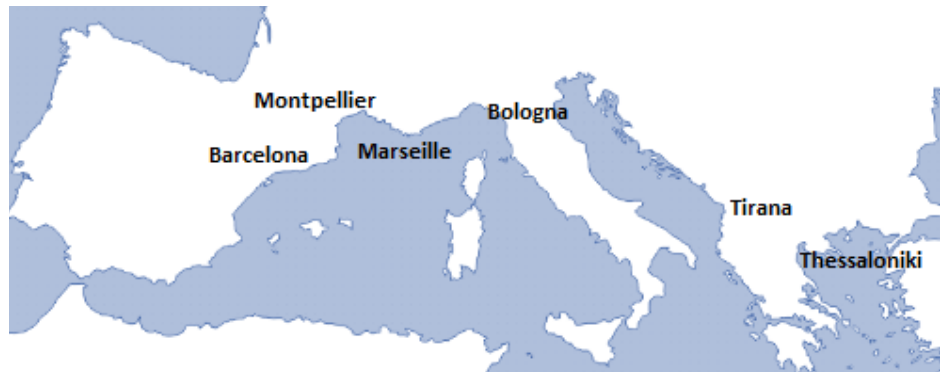 Montpellier
Bologna
Barcelona
Marseille
Tirana
Thessaloniki